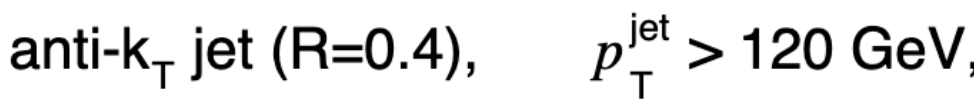 anti-k_T jet (R=0.4), p_T^jet > 120 GeV,